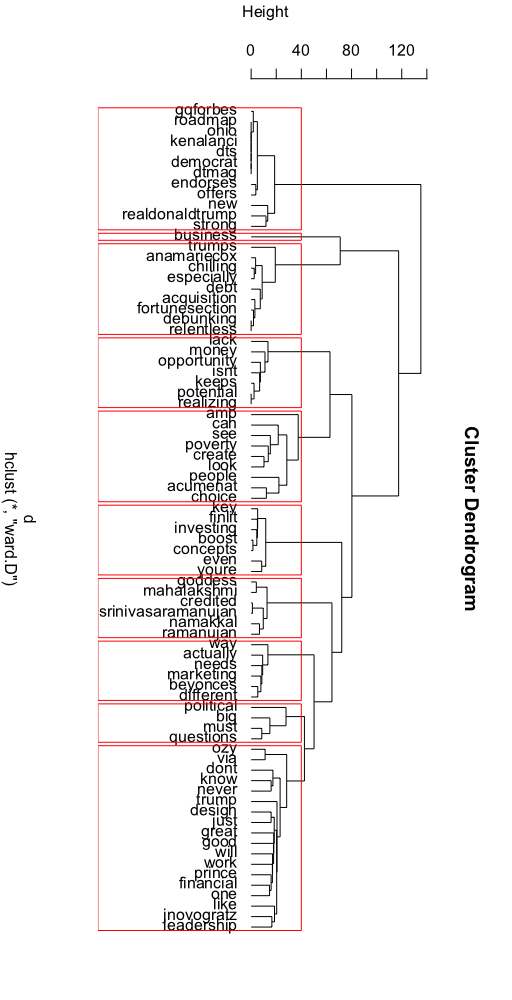 Height
0 40 80 120
gqforbes
roadmap
ohio
kenalanci
dts
democrat
dtmag
endorses
offers
new
realdonaldtrump
strong
business
trumps
anamariecox
chilling
especially
debt
acquisition
fortunesection
debunking
relentless
lack
money
opportunity
isnt
keeps
potential
realizing
amp
can
see
poverty
create
look
people
acumenat
choice
key
finlit
investing
boost
concepts
even
youre
goddess
mahalakshmi
credited
srinivasaramanujan
namakkal
ramanujan
way
actually
needs
marketing
beyonces
different
political
big
must
questions
ozy
via
dont
know
never
trump
design
just
great
good
will
work
prince
financial
one
like
jnovogratz
leadership
Cluster Dendrogram
d
hclust (*, "ward.D")